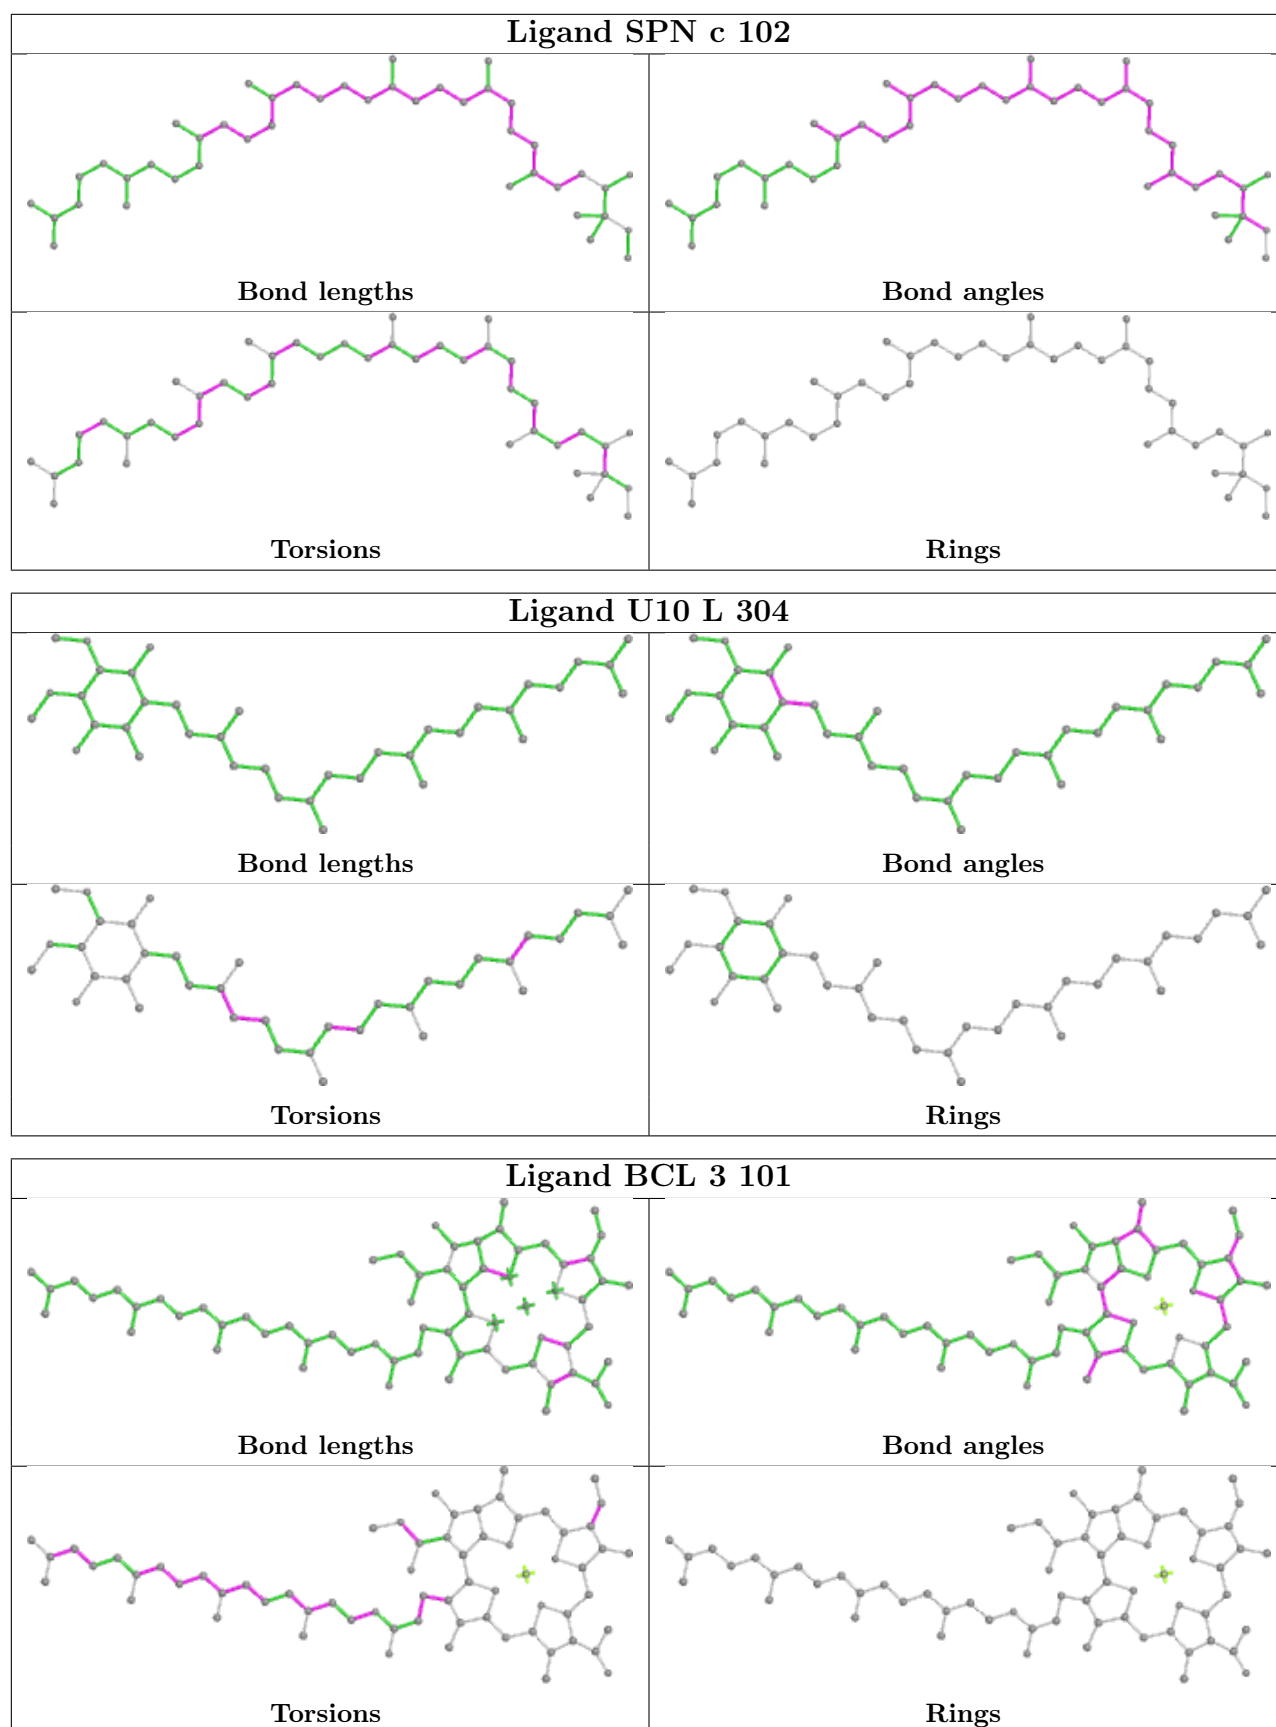 Ligand SPN c 102
Bond lengths
Bond angles
Torsions
Rings
Ligand U10 L 304
Bond lengths
Bond angles
Torsions
Rings
Ligand BCL 3 101
Bond lengths
Bond angles
Torsions
Rings